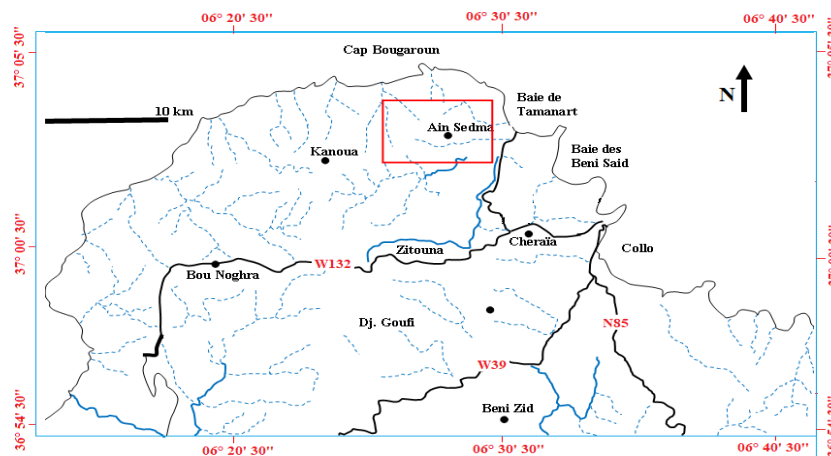 06° 20' 30''
06° 30' 30''
06° 40' 30''
37° 05' 30''
Cap Bougaroun
10 km
N
Baie de
Tamanart
Ain Sedma
Kanoua
Baie des
Beni Said
37° 00' 30''
Zitouna
Cheraïa
Collo
W132
Bou Noghra
Dj. Goufi
N85
W39
Beni Zid
36° 54' 30''
06° 20' 30''
06° 30' 30''
06° 40' 30''